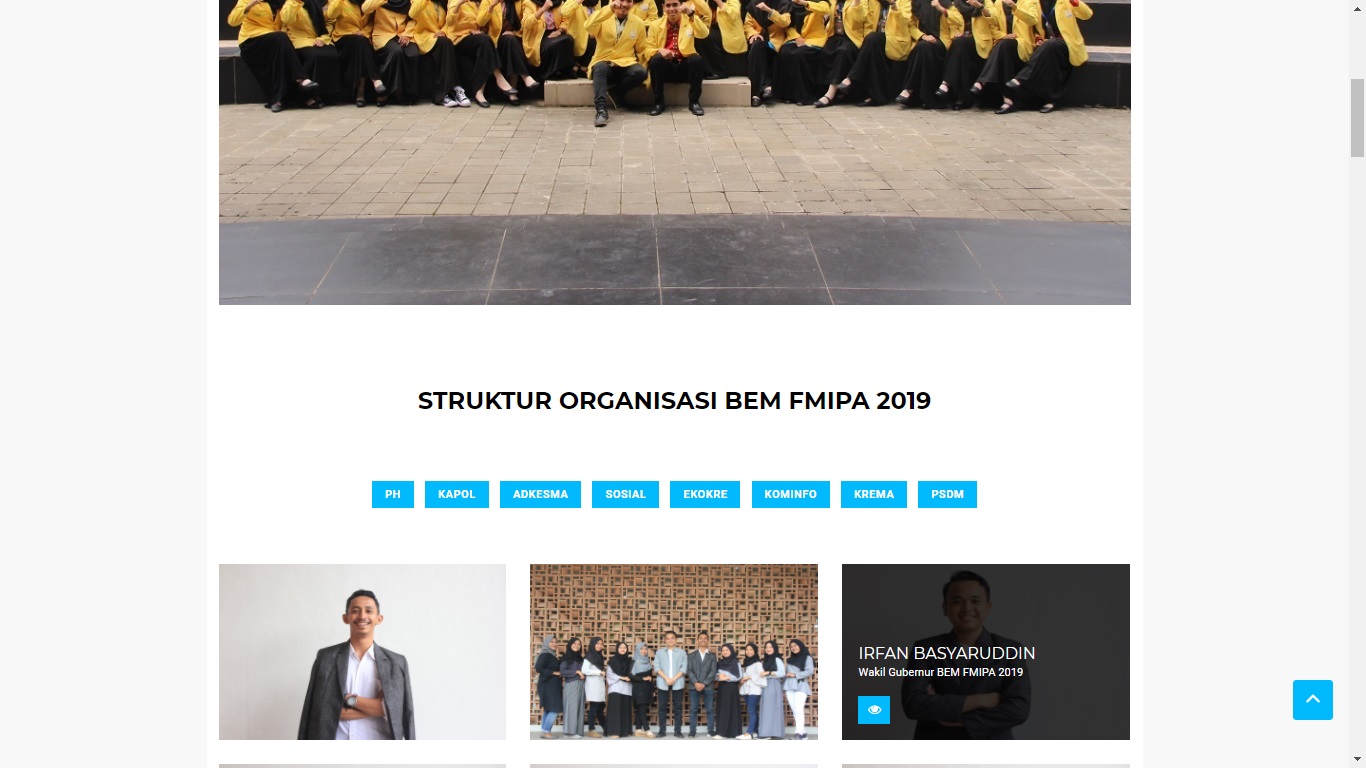 STRUKTUR ORGANISASI BEM FMIPA 2019
PH KAPOL ADKESMA SOSIAL EKOKRE KOMINFO KREMA PSDM
IRFAN BASYARUDDIN
Wakil Gubernur BEM FMIPA 2019